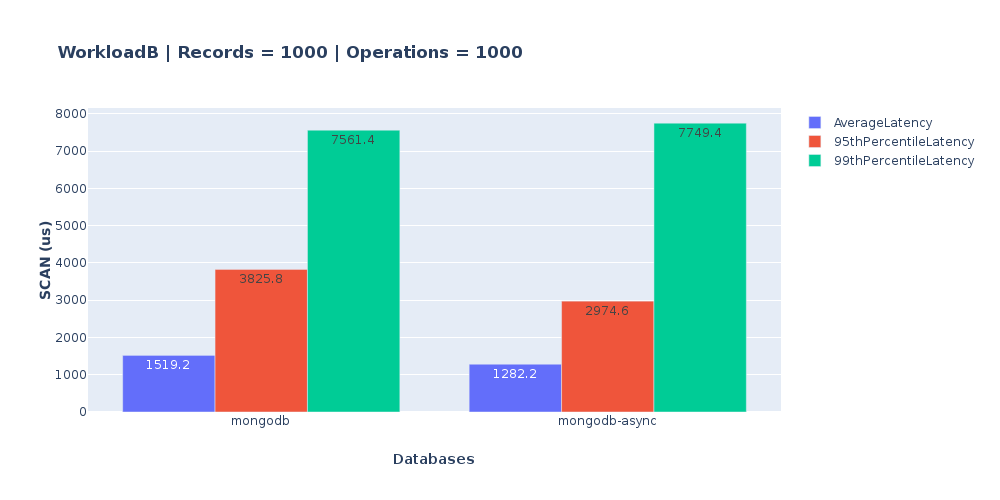 WorkloadB | Records = 1000 | Operations = 1000
AverageLatency
95thPercentileLatency
99thPercentileLatency
SCAN (us)
8000
7000
6000
5000
4000
3000
2000
1000
0
1519.2
3825.8
7561.4
1282.2
2974.6
7749.4
mongodb
mongodb-async
Databases